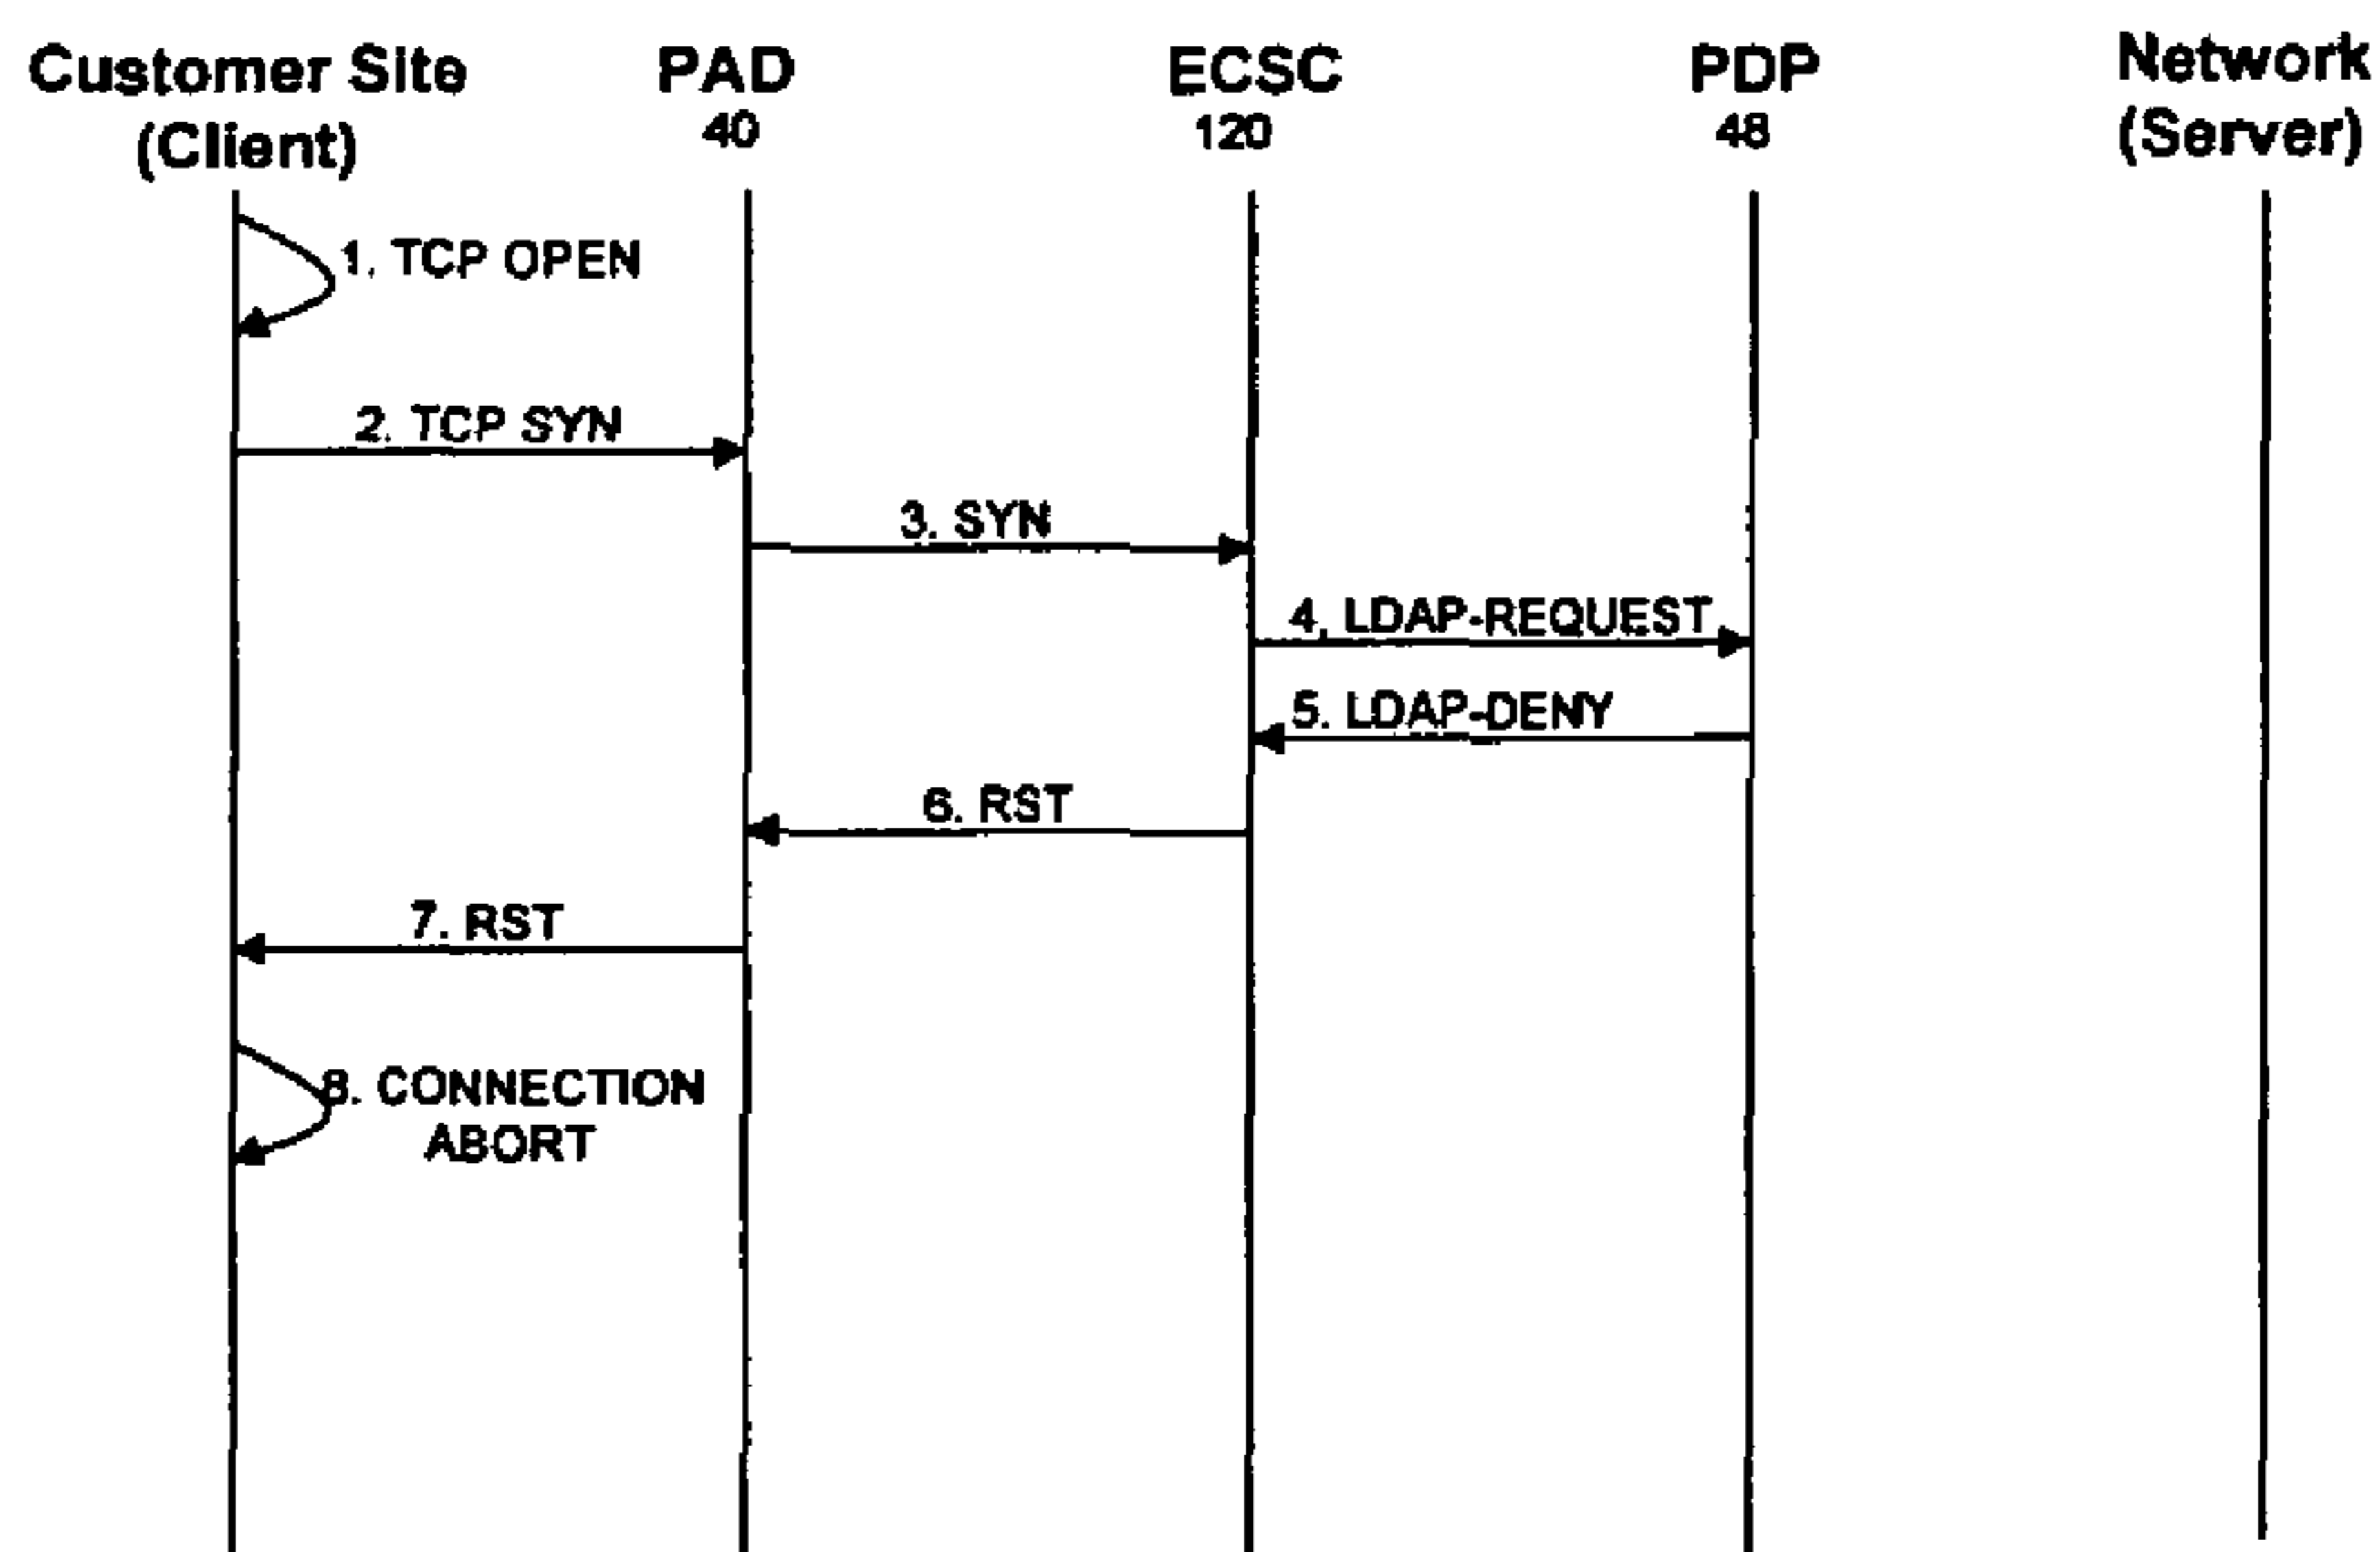 Customer Site
(Client)
PAD
40
ECSC
120
PDP
48
Network
(Server)
1. TCP OPEN
2. TCP SYN
3. SYN
4. LDAP-REQUEST
5. LDAP-DENY
6. RST
7. RST
8. CONNECTION
ABORT